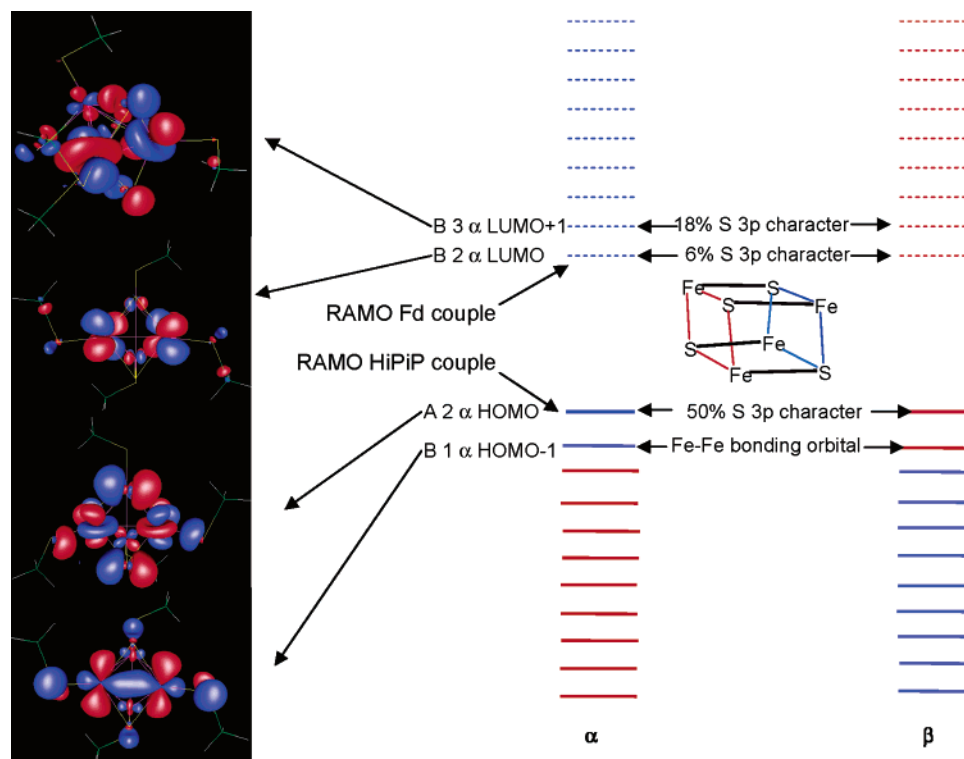 B 3 α LUMO+1
18% S 3p character
B 2 α LUMO
6% S 3p character
RAMO Fd couple
Fe S
S Fe
S Fe
Fe S
RAMO HiPiP couple
A 2 α HOMO
50% S 3p character
B 1 α HOMO-1
Fe-Fe bonding orbital
α β